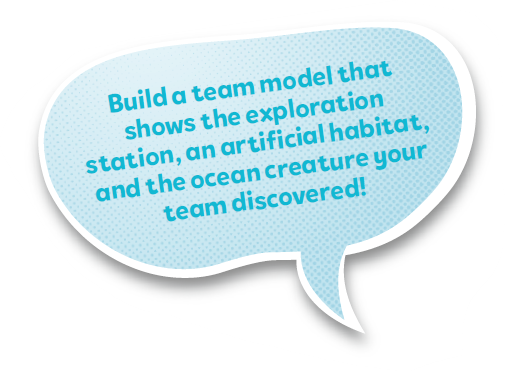 Build a team model that
shows the exploration
station, an artificial habitat,
and the ocean creature your
team discovered!